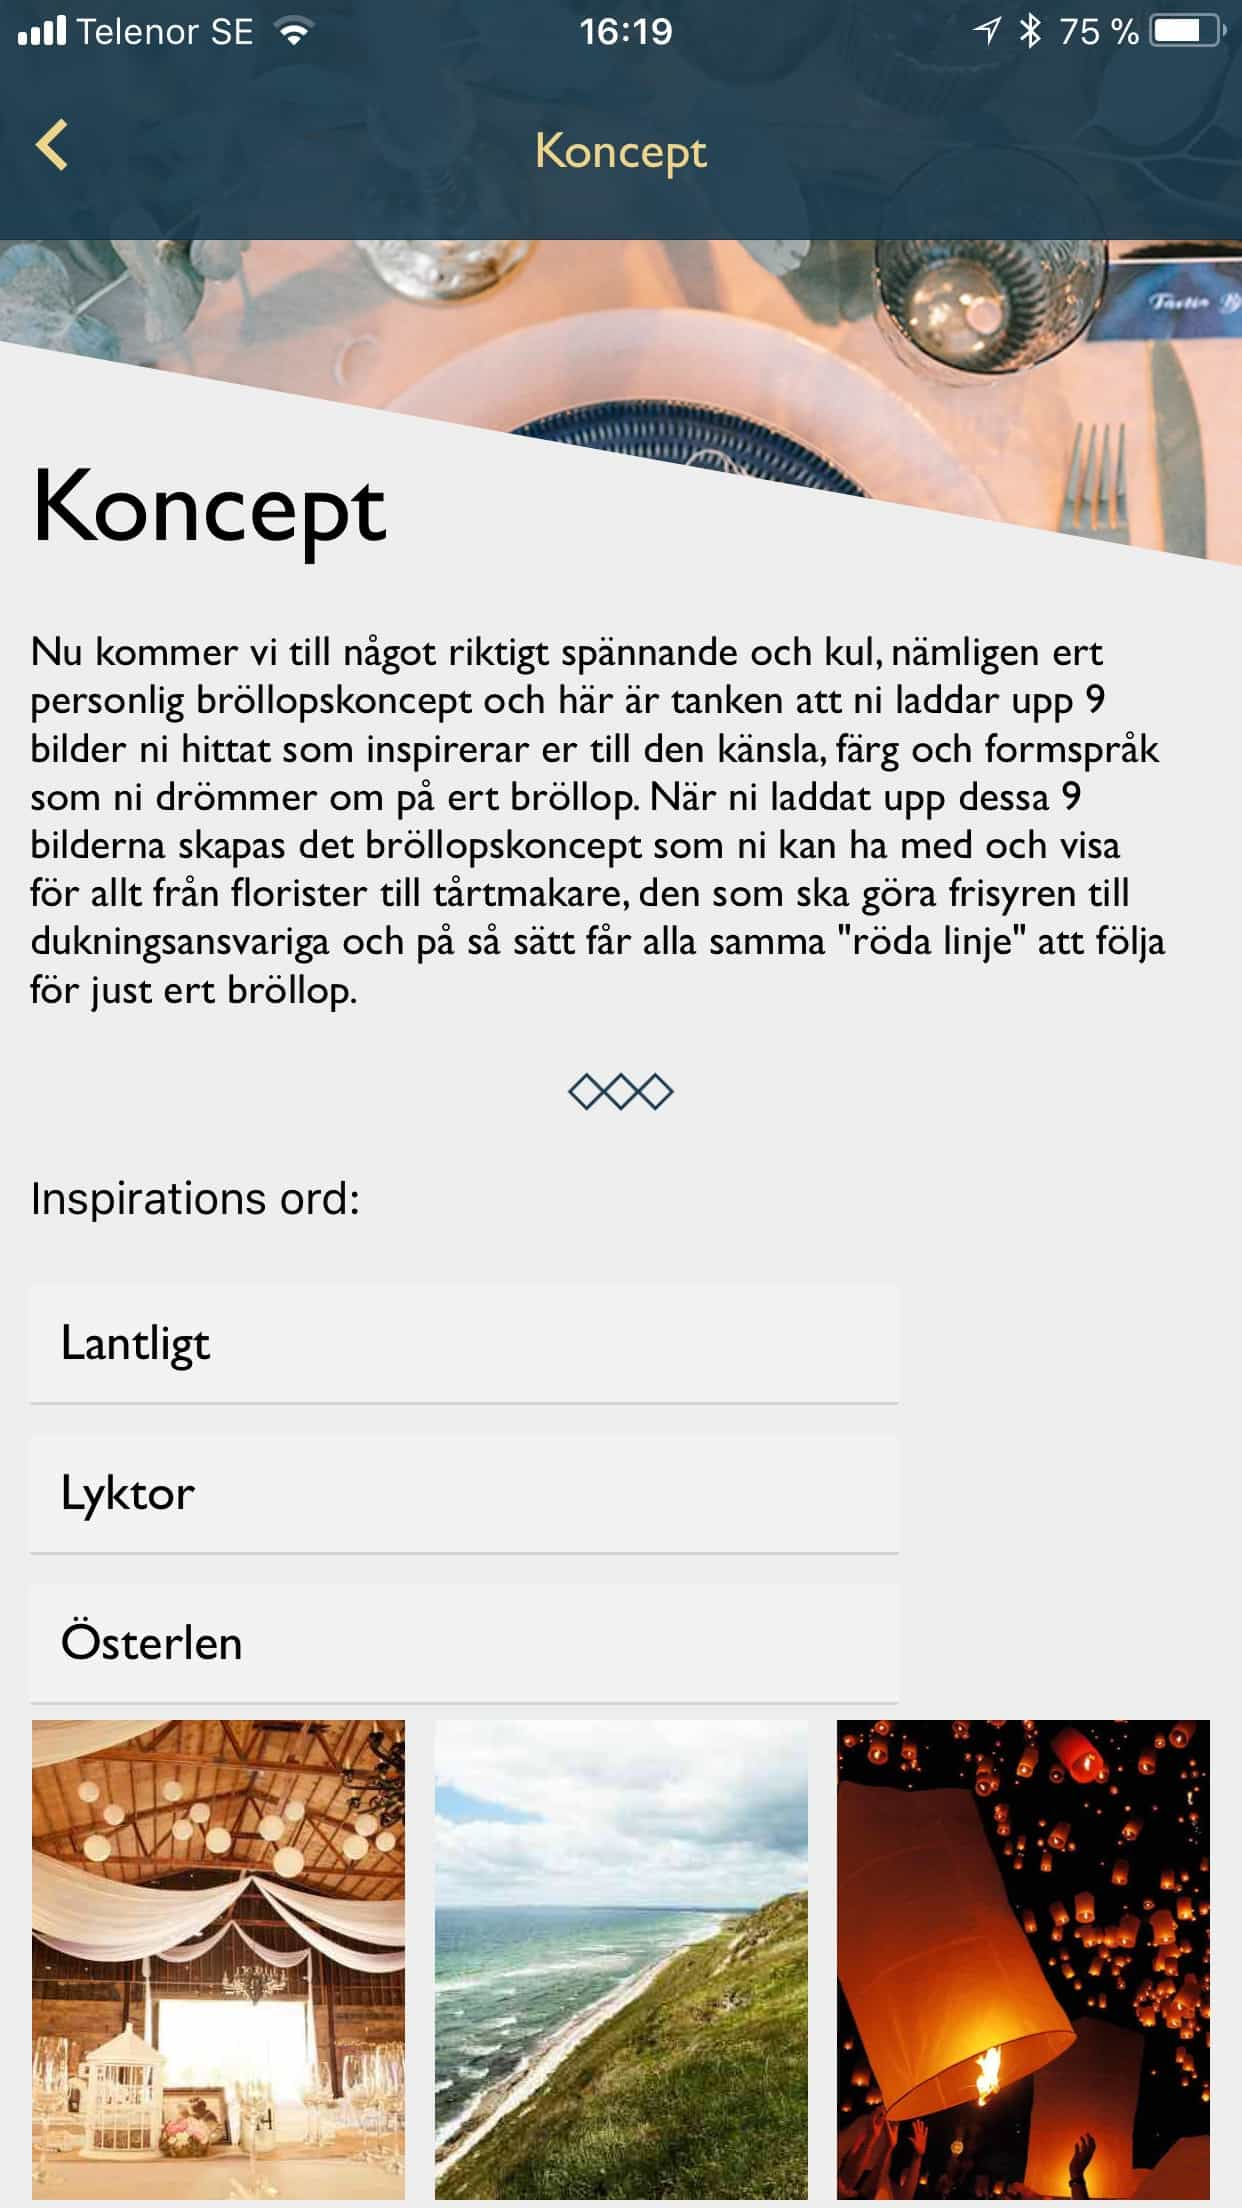 Telenor SE 16:19 75 %
Koncept
Koncept
Nu kommer vi till något riktigt spännande och kul, nämligen ert
personlig bröllopskoncept och här är tanken att ni laddar upp 9
bilder ni hittat som inspirerar er till den känsla, färg och formspråk
som ni drömmer om på ert bröllop. När ni laddat upp dessa 9
bilderna skapas det bröllopskoncept som ni kan ha med och visa
för allt från florister till tårtmakare, den som ska göra frisyren till
dukningsansvariga och på så sätt får alla samma "röda linje" att följa
för just ert bröllop.
Inspirations ord:
Lantligt
Lyktor
Österlen